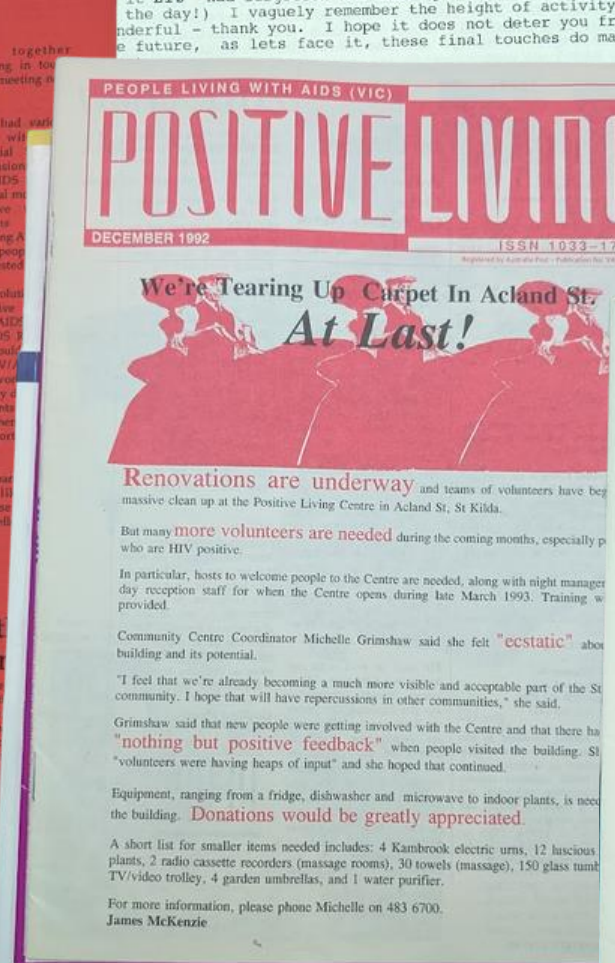 the day!) I vaguely remember the height of activity
nderful - thank you. I hope it does not deter you fr
e future, as lets face it, these final touches do ma
together
ng in tou
meeting n
PEOPLE LIVING WITH AIDS (VIC)
POSITIVE LIVIN
DECEMBER 1992
ISSN 1033-17
We're Tearing Up Carpet In Acland St.
At Last!
Renovations are underway and teams of volunteers have beg
massive clean up at the Positive Living Centre in Acland St, St Kilda.
But many more volunteers are needed during the coming months, especially p
who are HIV positive.
In particular, hosts to welcome people to the Centre are needed, along with night manager
day reception staff for when the Centre opens during late March 1993. Training w
provided.
Community Centre Coordinator Michelle Grimshaw said she felt "ecstatic" abou
building and its potential.
"I feel that we're already becoming a much more visible and acceptable part of the St
community. I hope that will have repercussions in other communities," she said.
Grimshaw said that new people were getting involved with the Centre and that there ha
"nothing but positive feedback" when people visited the building. Sl
"volunteers were having heaps of input" and she hoped that continued.
Equipment, ranging from a fridge, dishwasher and microwave to indoor plants, is need
the building. Donations would be greatly appreciated.
A short list for smaller items needed includes: 4 Kambrook electric urns, 12 luscious
plants, 2 radio cassette recorders (massage rooms), 30 towels (massage), 150 glass tumb
TV/video trolley, 4 garden umbrellas, and 1 water purifier.
For more information, please phone Michelle on 483 6700.
James McKenzie